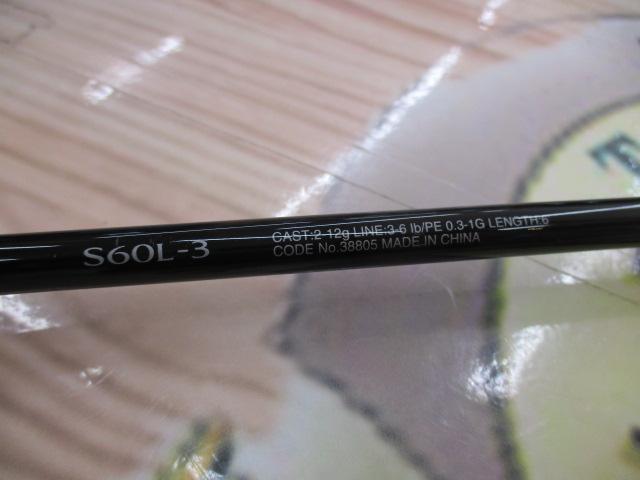 S60L-3
CAST:2-12g LINE:3-6 lb/PE 0.3-1G LENGTH:6
CODE No.38805 MADE IN CHINA